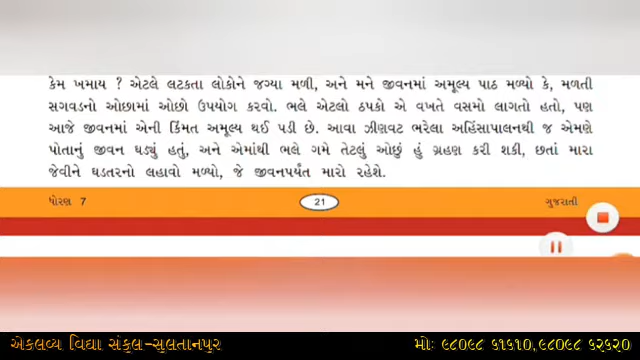 કેમ ખમાય ? એટલે લટકતા લોકોને જગ્યા મળી, અને મને જીવનમાં અમૂલ્ય પાઠ મળ્યો કે, મળતી
સગવડનો ઓછામાં ઓછો ઉપયોગ કરવો. ભલે એટલો ઠપકો એ વખતે વસમો લાગતો હતો, પણ
આજે જીવનમાં એની કિંમત અમૂલ્ય થઈ પડી છે. આવા ઝીણવટ ભરેલા અહિંસાપાલનથી જ એમણે
પોતાનું જીવન ઘડ્યું હતું, અને એમાંથી ભલે ગમે તેટલું ઓછું હું ગ્રહણ કરી શકી, છતાં મારા
જેવીને ઘડતરનો લહાવો મળ્યો, જે જીવનપર્યંત મારો રહેશે.
ધોરણ 7 21 ગુજરાતી
એકલવ્ય વિદ્યા સંકુલ-સુલતાનપુર મો: ૯૮૦૯૮ ૬૧૬૧૦,૯૮૦૯૮ ૬૨૬૨૦